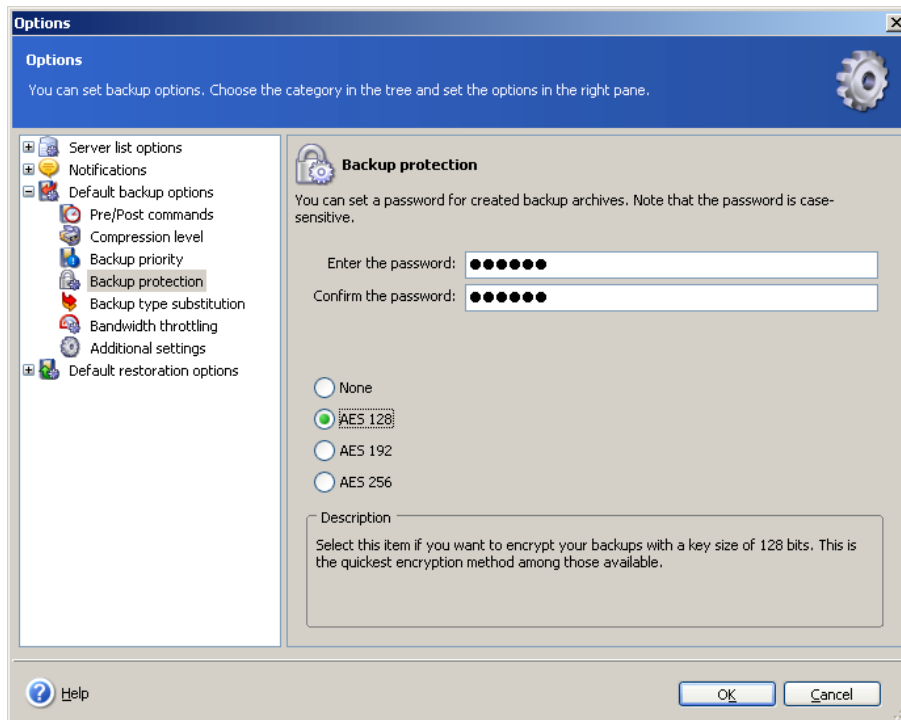 Options
Options
You can set backup options. Choose the category in the tree and set the options in the right pane.
Server list options
Notifications
Default backup options
Pre/Post commands
Compression level
Backup priority
Backup protection
Backup type substitution
Bandwidth throttling
Additional settings
Default restoration options
Backup protection
You can set a password for created backup archives. Note that the password is case-
sensitive.
Enter the password: ●●●●●●
Confirm the password: ●●●●●●
None
AES 128
AES 192
AES 256
Description
Select this item if you want to encrypt your backups with a key size of 128 bits. This is
the quickest encryption method among those available.
Help
OK
Cancel